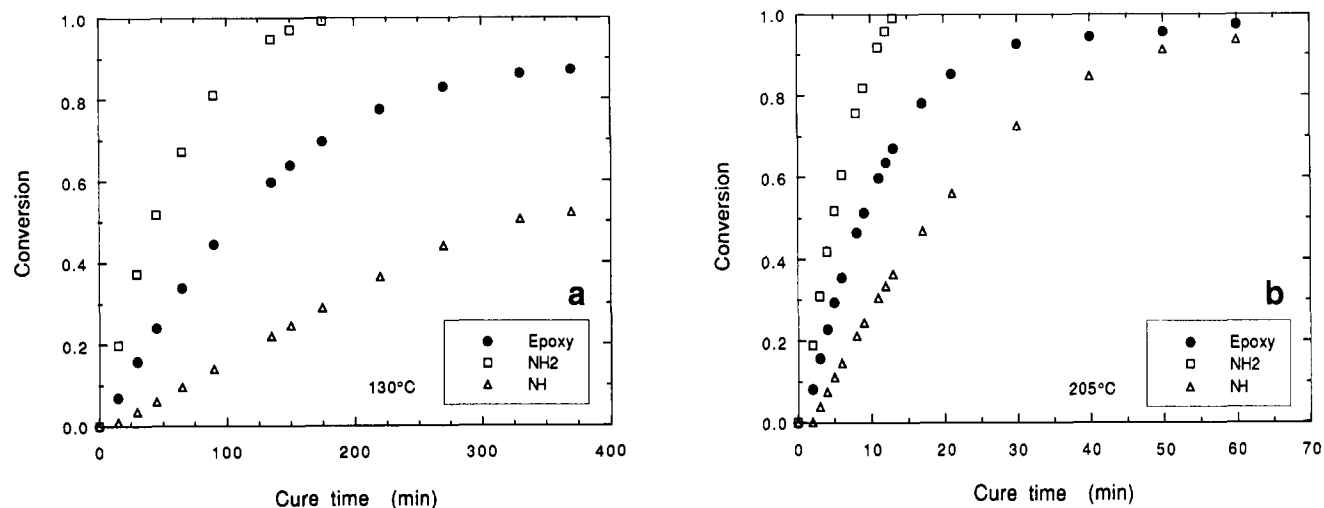 1.0
0.8
0.6
0.4
0.2
0.0
Conversion
a
Epoxy
NH2
NH
130°C
0 100 200 300 400
Cure time (min)
1.0
0.8
0.6
0.4
0.2
0.0
Conversion
b
Epoxy
NH2
NH
205°C
0 10 20 30 40 50 60 70
Cure time (min)